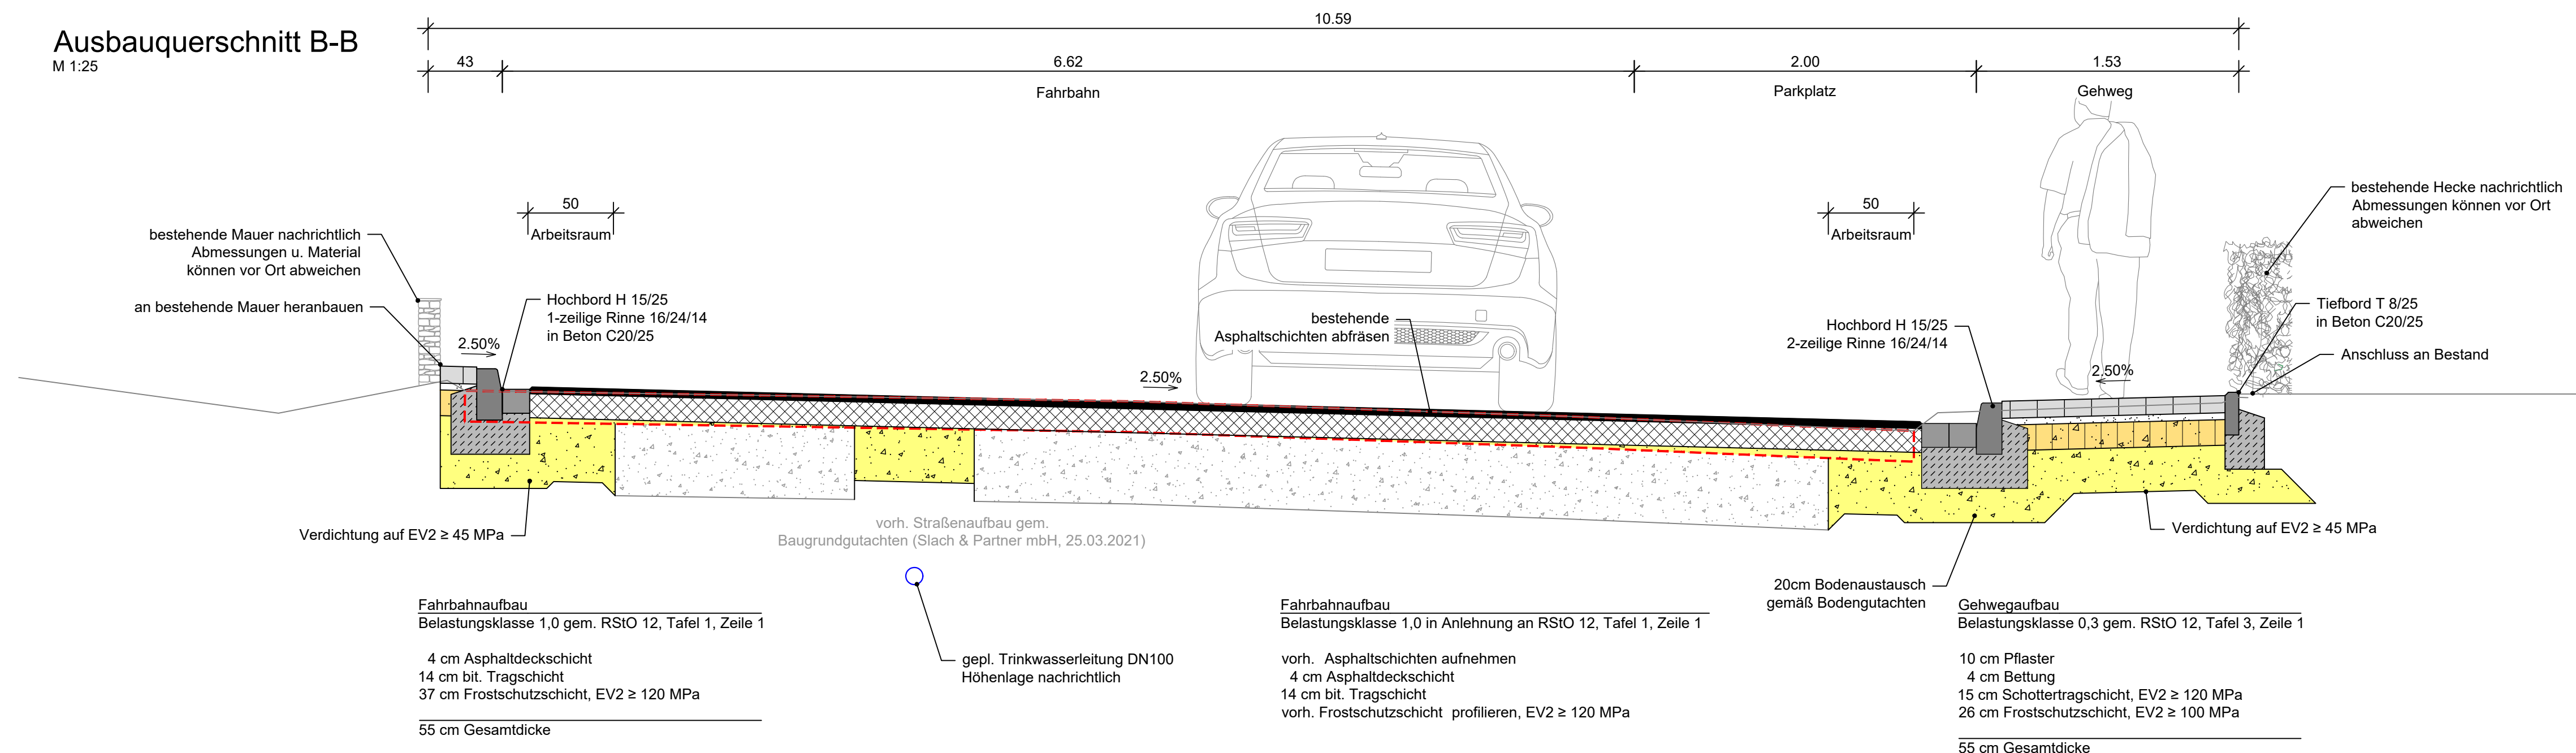 Ausbauquerschnitt B-B
M 1:25
10.59
43
6.62
2.00
1.53
Fahrbahn
Parkplatz
Gehweg
50
Arbeitsraum
50
Arbeitsraum
bestehende Mauer nachrichtlich
Abmessungen u. Material
können vor Ort abweichen
an bestehende Mauer heranbauen
2.50%
Hochbord H 15/25
1-zeilige Rinne 16/24/14
in Beton C20/25
bestehende
Asphaltschichten abfräsen
2.50%
Hochbord H 15/25
2-zeilige Rinne 16/24/14
2.50%
bestehende Hecke nachrichtlich
Abmessungen können vor Ort
abweichen
Tiefbord T 8/25
in Beton C20/25
Anschluss an Bestand
Verdichtung auf EV2 ≥ 45 MPa
vorh. Straßenaufbau gem.
Baugrundgutachten (Slach & Partner mbH, 25.03.2021)
Verdichtung auf EV2 ≥ 45 MPa
20cm Bodenaustausch
gemäß Bodengutachten
Fahrbahnaufbau
Belastungsklasse 1,0 gem. RStO 12, Tafel 1, Zeile 1
4 cm Asphaltdeckschicht
14 cm bit. Tragschicht
37 cm Frostschutzschicht, EV2 ≥ 120 MPa
55 cm Gesamtdicke
gepl. Trinkwasserleitung DN100
Höhenlage nachrichtlich
Fahrbahnaufbau
Belastungsklasse 1,0 in Anlehnung an RStO 12, Tafel 1, Zeile 1
vorh. Asphaltschichten aufnehmen
4 cm Asphaltdeckschicht
14 cm bit. Tragschicht
vorh. Frostschutzschicht profilieren, EV2 ≥ 120 MPa
Gehwegaufbau
Belastungsklasse 0,3 gem. RStO 12, Tafel 3, Zeile 1
10 cm Pflaster
4 cm Bettung
15 cm Schottertragschicht, EV2 ≥ 120 MPa
26 cm Frostschutzschicht, EV2 ≥ 100 MPa
55 cm Gesamtdicke